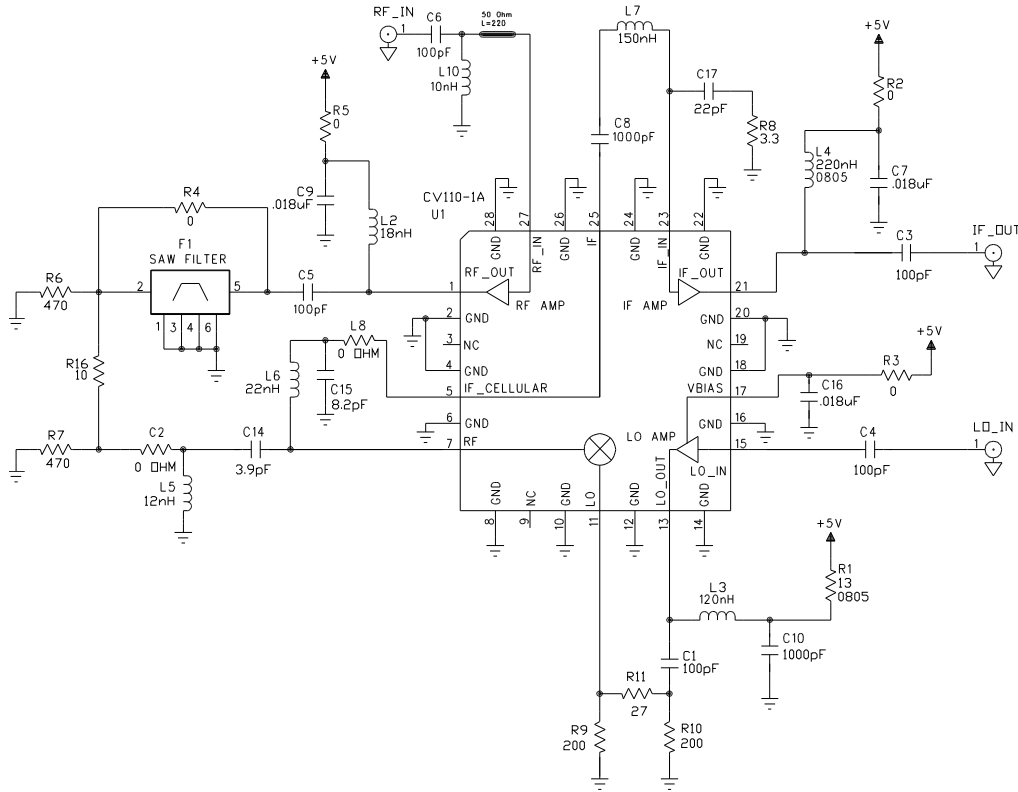 RF_IN
1
C6
100pF
50 Ohm
L=220
L10
10nH
L7
150nH
+5V
R2
0
C17
22pF
R8
3.3
C8
1000pF
L4
220nH
0805
C7
.018uF
+5V
R5
0
C9
.018uF
L2
18nH
R4
0
F1
SAW FILTER
2
5
1
3
4
6
R6
470
C5
100pF
CV110-1A
U1
28
27
26
25
24
23
22
GND
RF_IN
GND
IF
GND
IF_IN
GND
RF_OUT
RF AMP
IF_OUT
IF AMP
1
2
GND
3
NC
4
GND
5
IF_CELLULAR
6
GND
7
RF
21
GND
20
NC
19
GND
18
VBIAS
17
GND
16
LO AMP
15
LO_IN
LO_OUT
C3
100pF
IF_OUT
1
+5V
R3
0
C16
.018uF
C4
100pF
LO_IN
1
L8
0 OHM
L6
22nH
C15
8.2pF
R16
10
R7
470
C2
0 OHM
C14
3.9pF
L5
12nH
GND
NC
GND
LO
GND
GND
8
9
10
11
12
13
14
+5V
R1
13
0805
L3
120nH
C10
1000pF
C1
100pF
R11
27
R9
200
R10
200